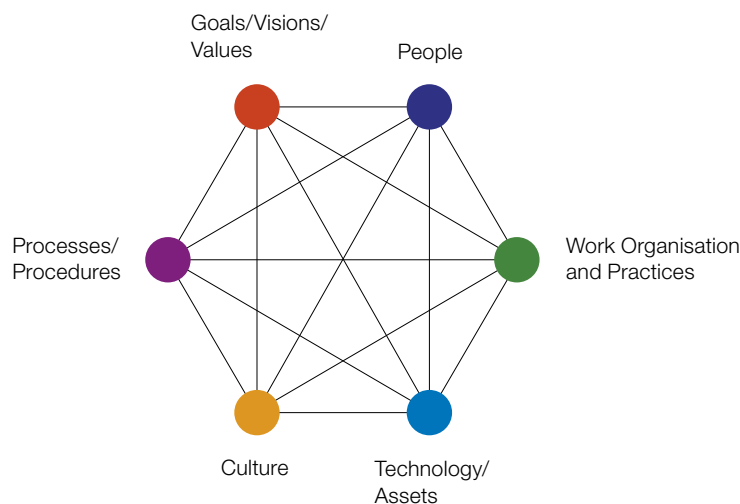 Goals/Visions/
Values
People
Processes/
Procedures
Work Organisation
and Practices
Culture
Technology/
Assets